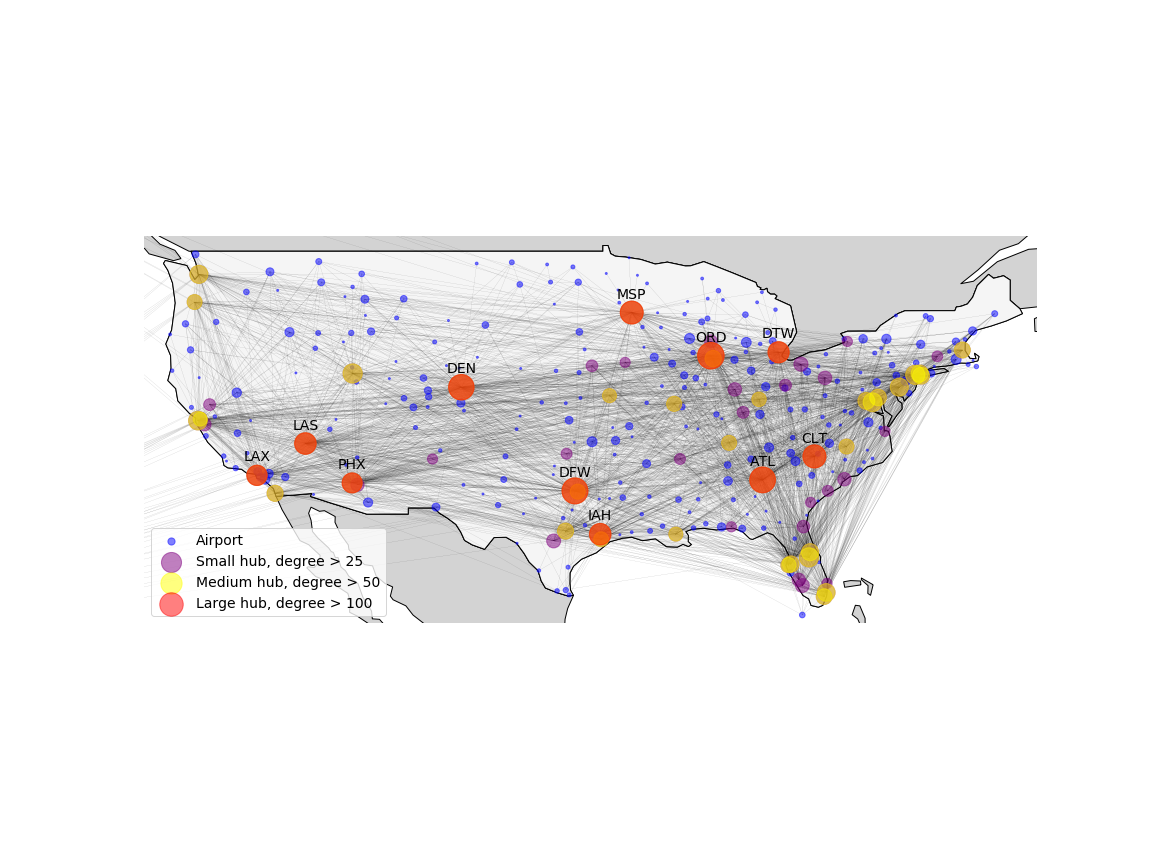 MSP
ORD
DTW
DEN
LAS
CLT
LAX
PHX
ATL
DFW
IAH
Airport
Small hub, degree > 25
Medium hub, degree > 50
Large hub, degree > 100